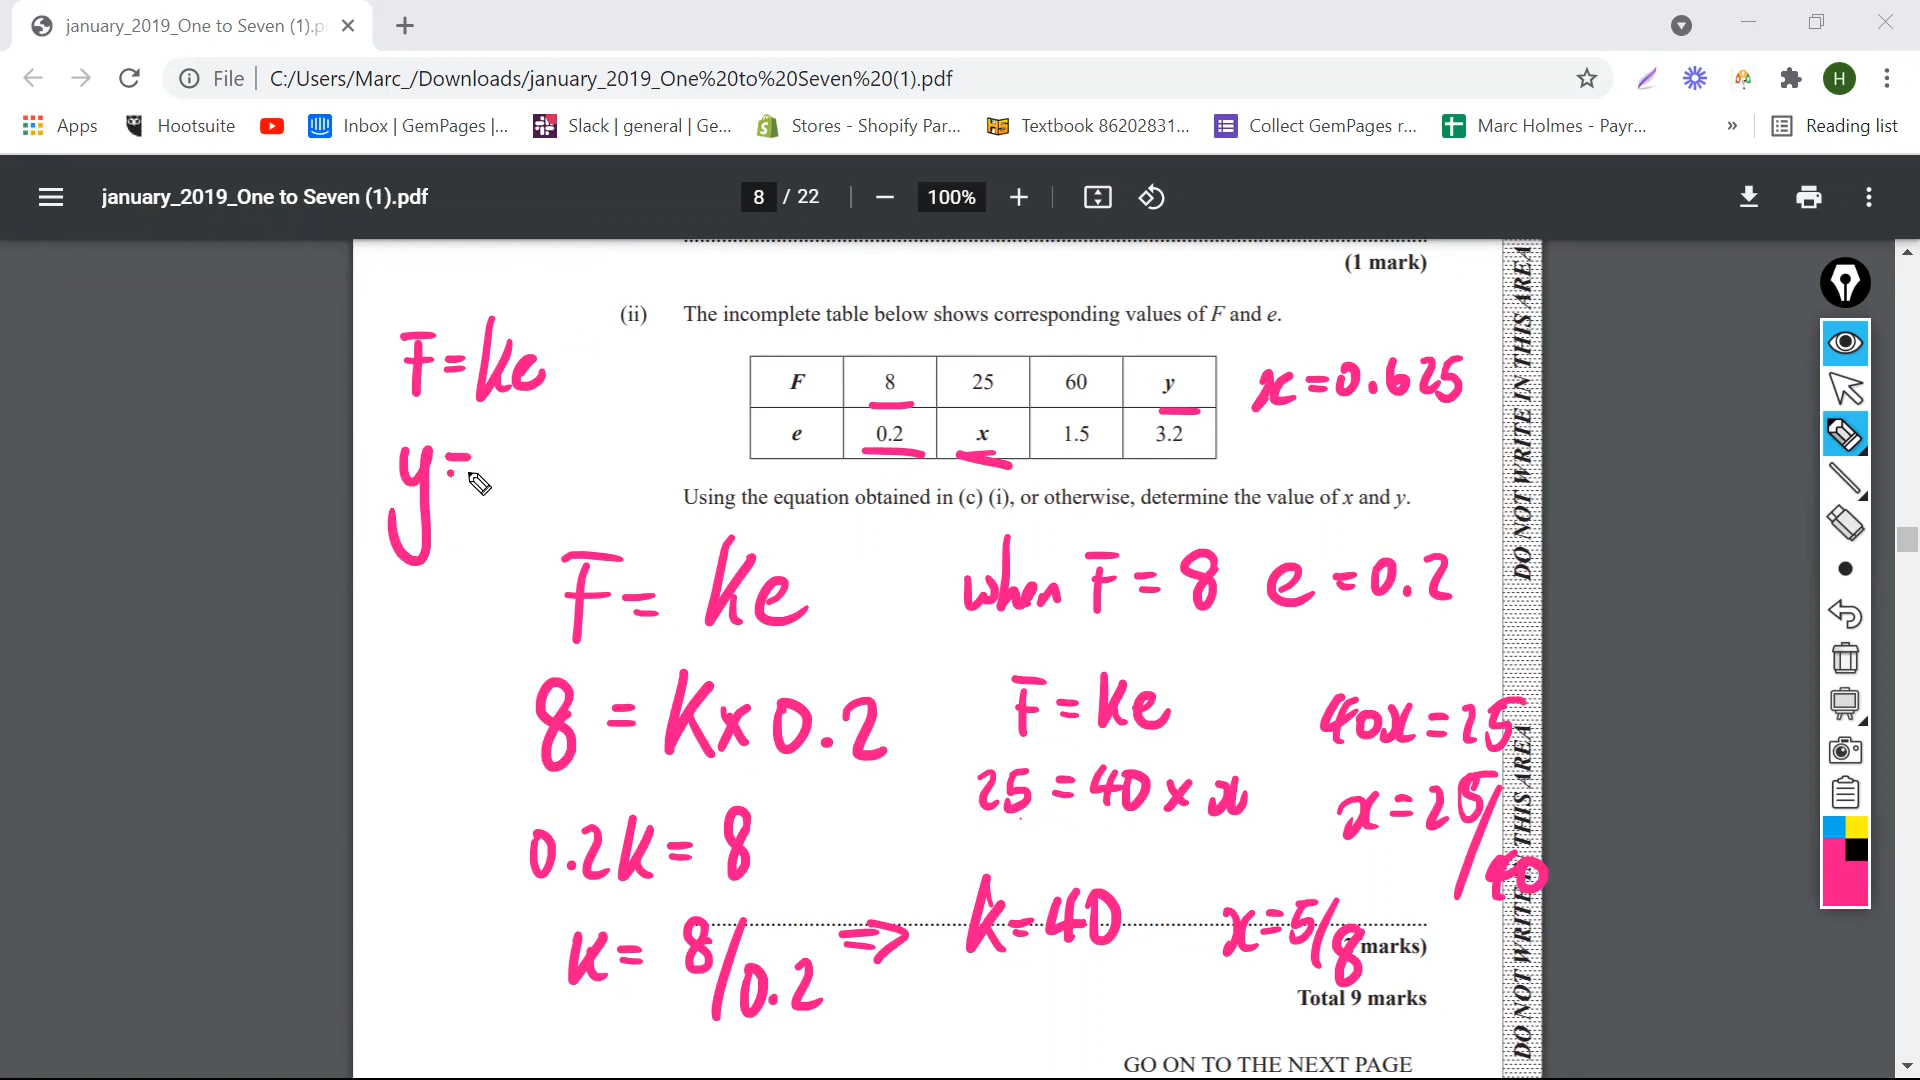 january_2019_One to Seven (1).p
File C:/Users/Marc_/Downloads/january_2019_One%20to%20Seven%20(1).pdf
H
Apps Hootsuite Inbox | GemPages |... Slack | general | Ge... Stores - Shopify Par... Textbook 86202831... Collect GemPages r... Marc Holmes - Payr... » Reading list
january_2019_One to Seven (1).pdf 8 / 22 100%
(1 mark)
(ii) The incomplete table below shows corresponding values of F and e.
F 8 25 60 y
e 0.2 x 1.5 3.2
F = ke
x = 0.625
y =
Using the equation obtained in (c) (i), or otherwise, determine the value of x and y.
F = ke
when F = 8 e = 0.2
8 = K x 0.2
F = ke
40x = 25
25 = 40 x x
x = 25/40
0.2k = 8
K = 8/0.2 => k = 40
x = 5/8
marks)
Total 9 marks
GO ON TO THE NEXT PAGE
DO NOT WRITE IN THIS AREA
DO NOT WRITE IN THIS AREA